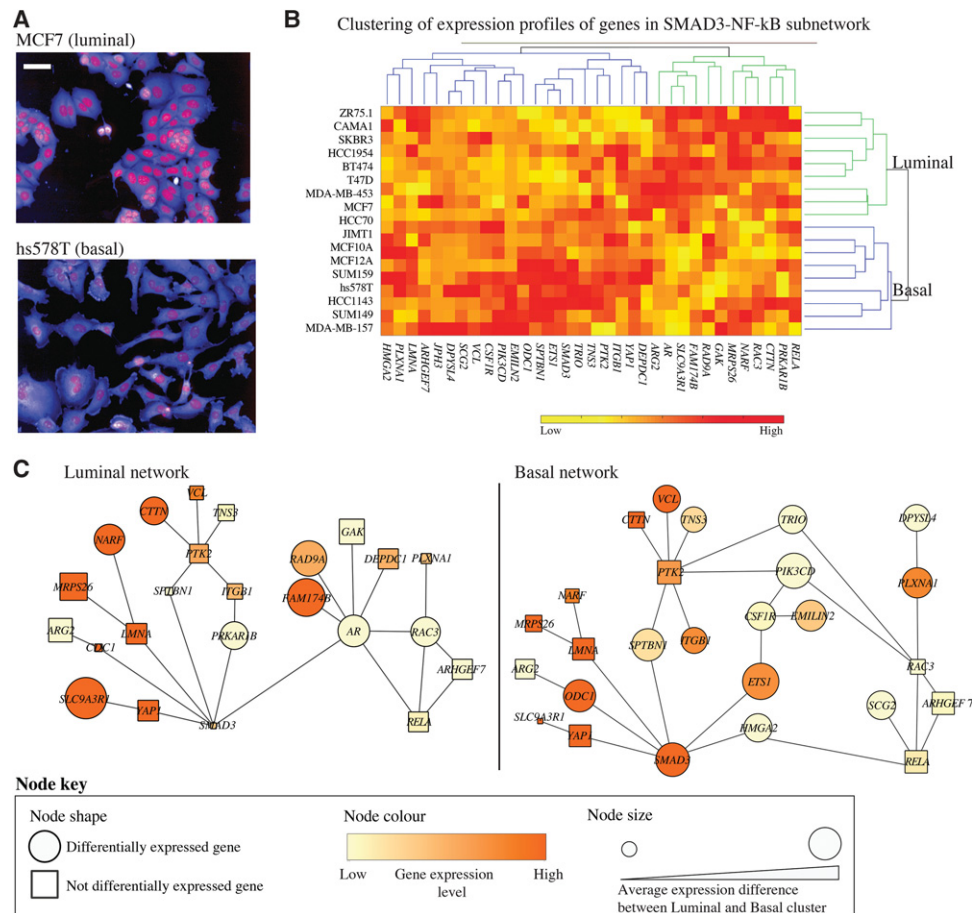 A
MCF7 (luminal)
hs578T (basal)
B
Clustering of expression profiles of genes in SMAD3-NF-kB subnetwork
ZR75.1
CAMA1
SKBR3
HCC1954
BT474
T47D
MDA-MB-453
MCF7
HCC70
JIMT1
MCF10A
MCF12A
SUM159
hs578T
HCC1143
SUM149
MDA-MB-157
Luminal
Basal
HMGA2
PLXNA1
LMNA
ARHGEF7
JPH3
DPYSL4
SCG2
VCL
CSF1R
PIK3CD
EMILN2
ODC1
SPTBN1
ETS1
SMAD3
TRIO
TNS3
PTK2
ITGB1
YAP1
DEPDC1
ARG2
AR
SLC9A3R1
FAM174B
RAD9A
GAK
MRPS26
NARF
RAC3
CTTN
PRKAR1B
RELA
Low High
C
Luminal network
VCL
CTTN
TNS3
NARF
PTK2
MRPS26
SPTBN1
ITGB1
ARG2
LMNA
PRKAR1B
SLC9A3R1
YAP1
SMAD3
GAK
RAD9A
DEPDC1
PLXNA1
FAM174B
AR
RAC3
ARHGEF7
RELA
Basal network
VCL
CTTN
TNS3
TRIO
DPYSL4
PTK2
PIK3CD
PLXNA1
NARF
MRPS26
CSF1R
EMILIN2
LMNA
SPTBN1
ITGB1
ARG2
RAC3
ODC1
ETS1
SCG2
ARHGEF 7
SLC9A3R1
YAP1
HMGA2
SMAD3
RELA
Node key
Node shape
Differentially expressed gene
Not differentially expressed gene
Node colour
Low Gene expression High
level
Node size
Average expression difference
between Luminal and Basal cluster